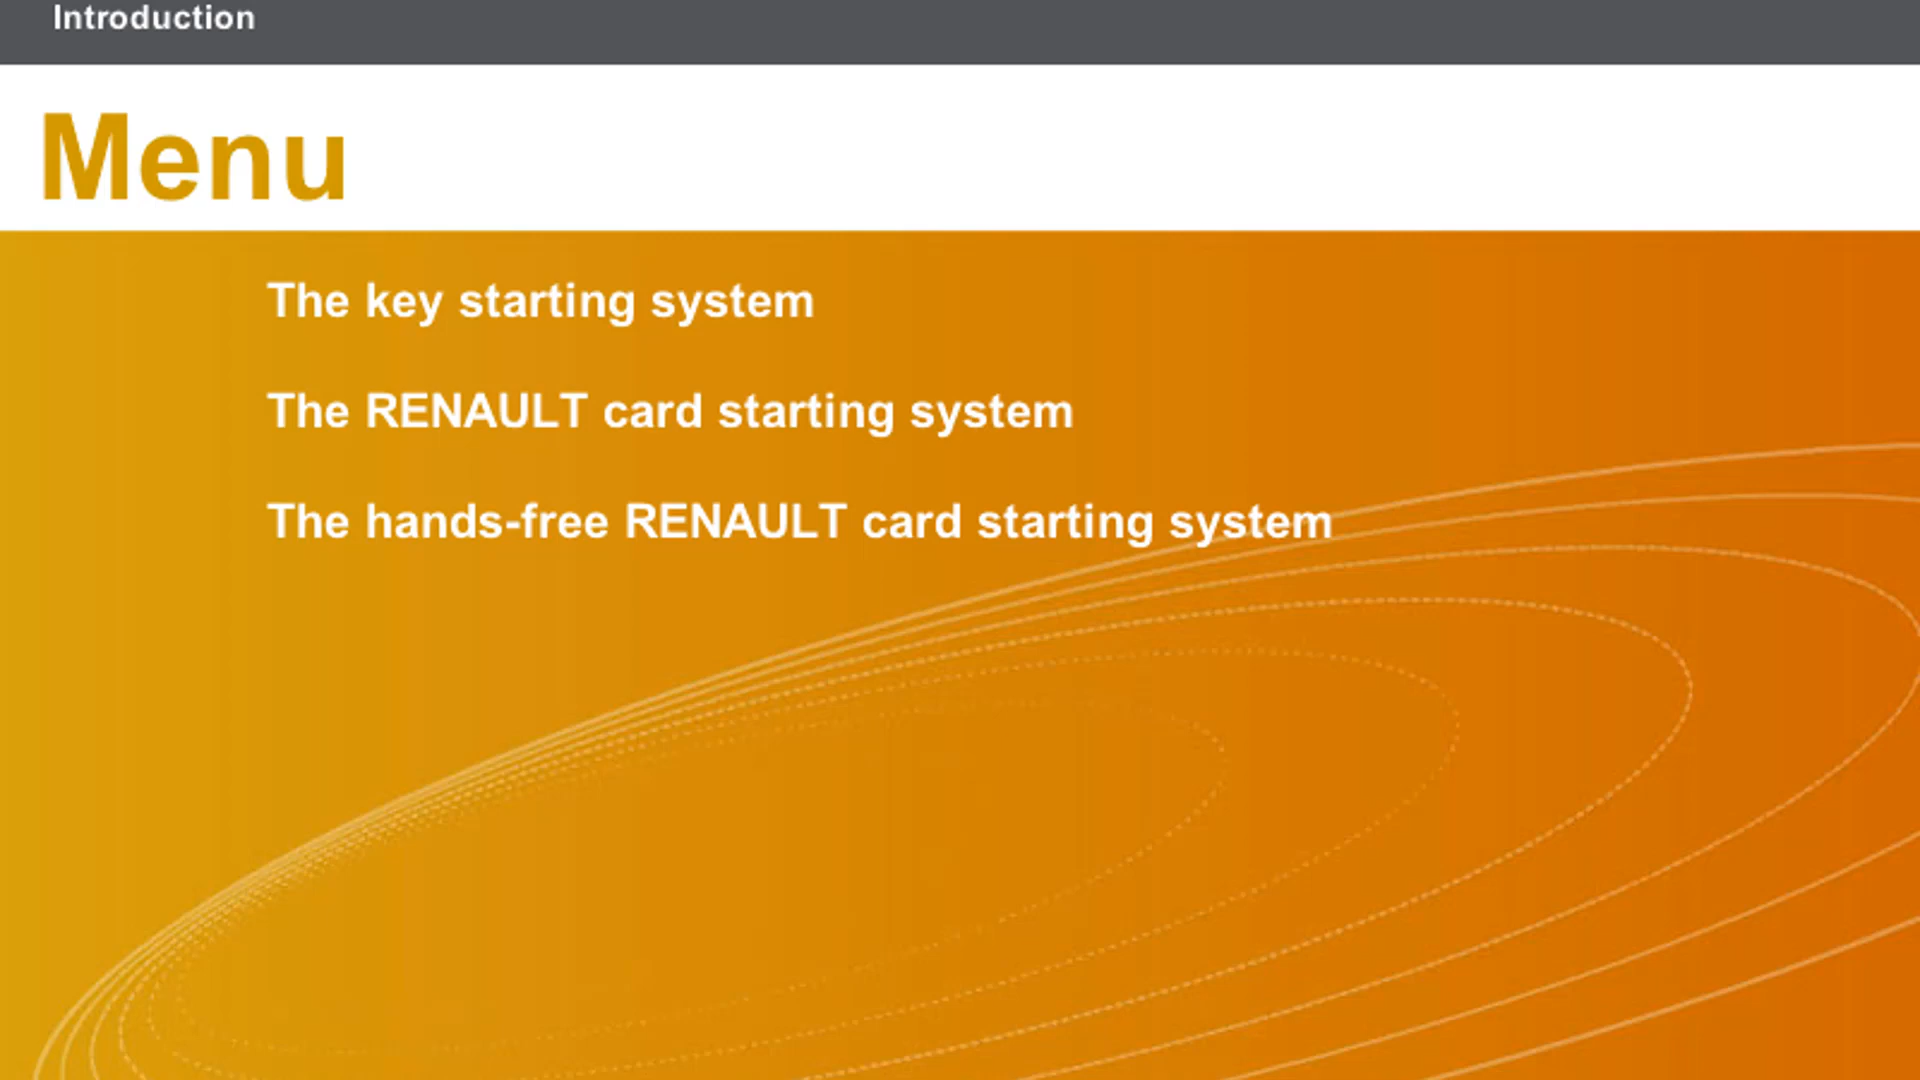 Introduction
Menu
The key starting system
The RENAULT card starting system
The hands-free RENAULT card starting system